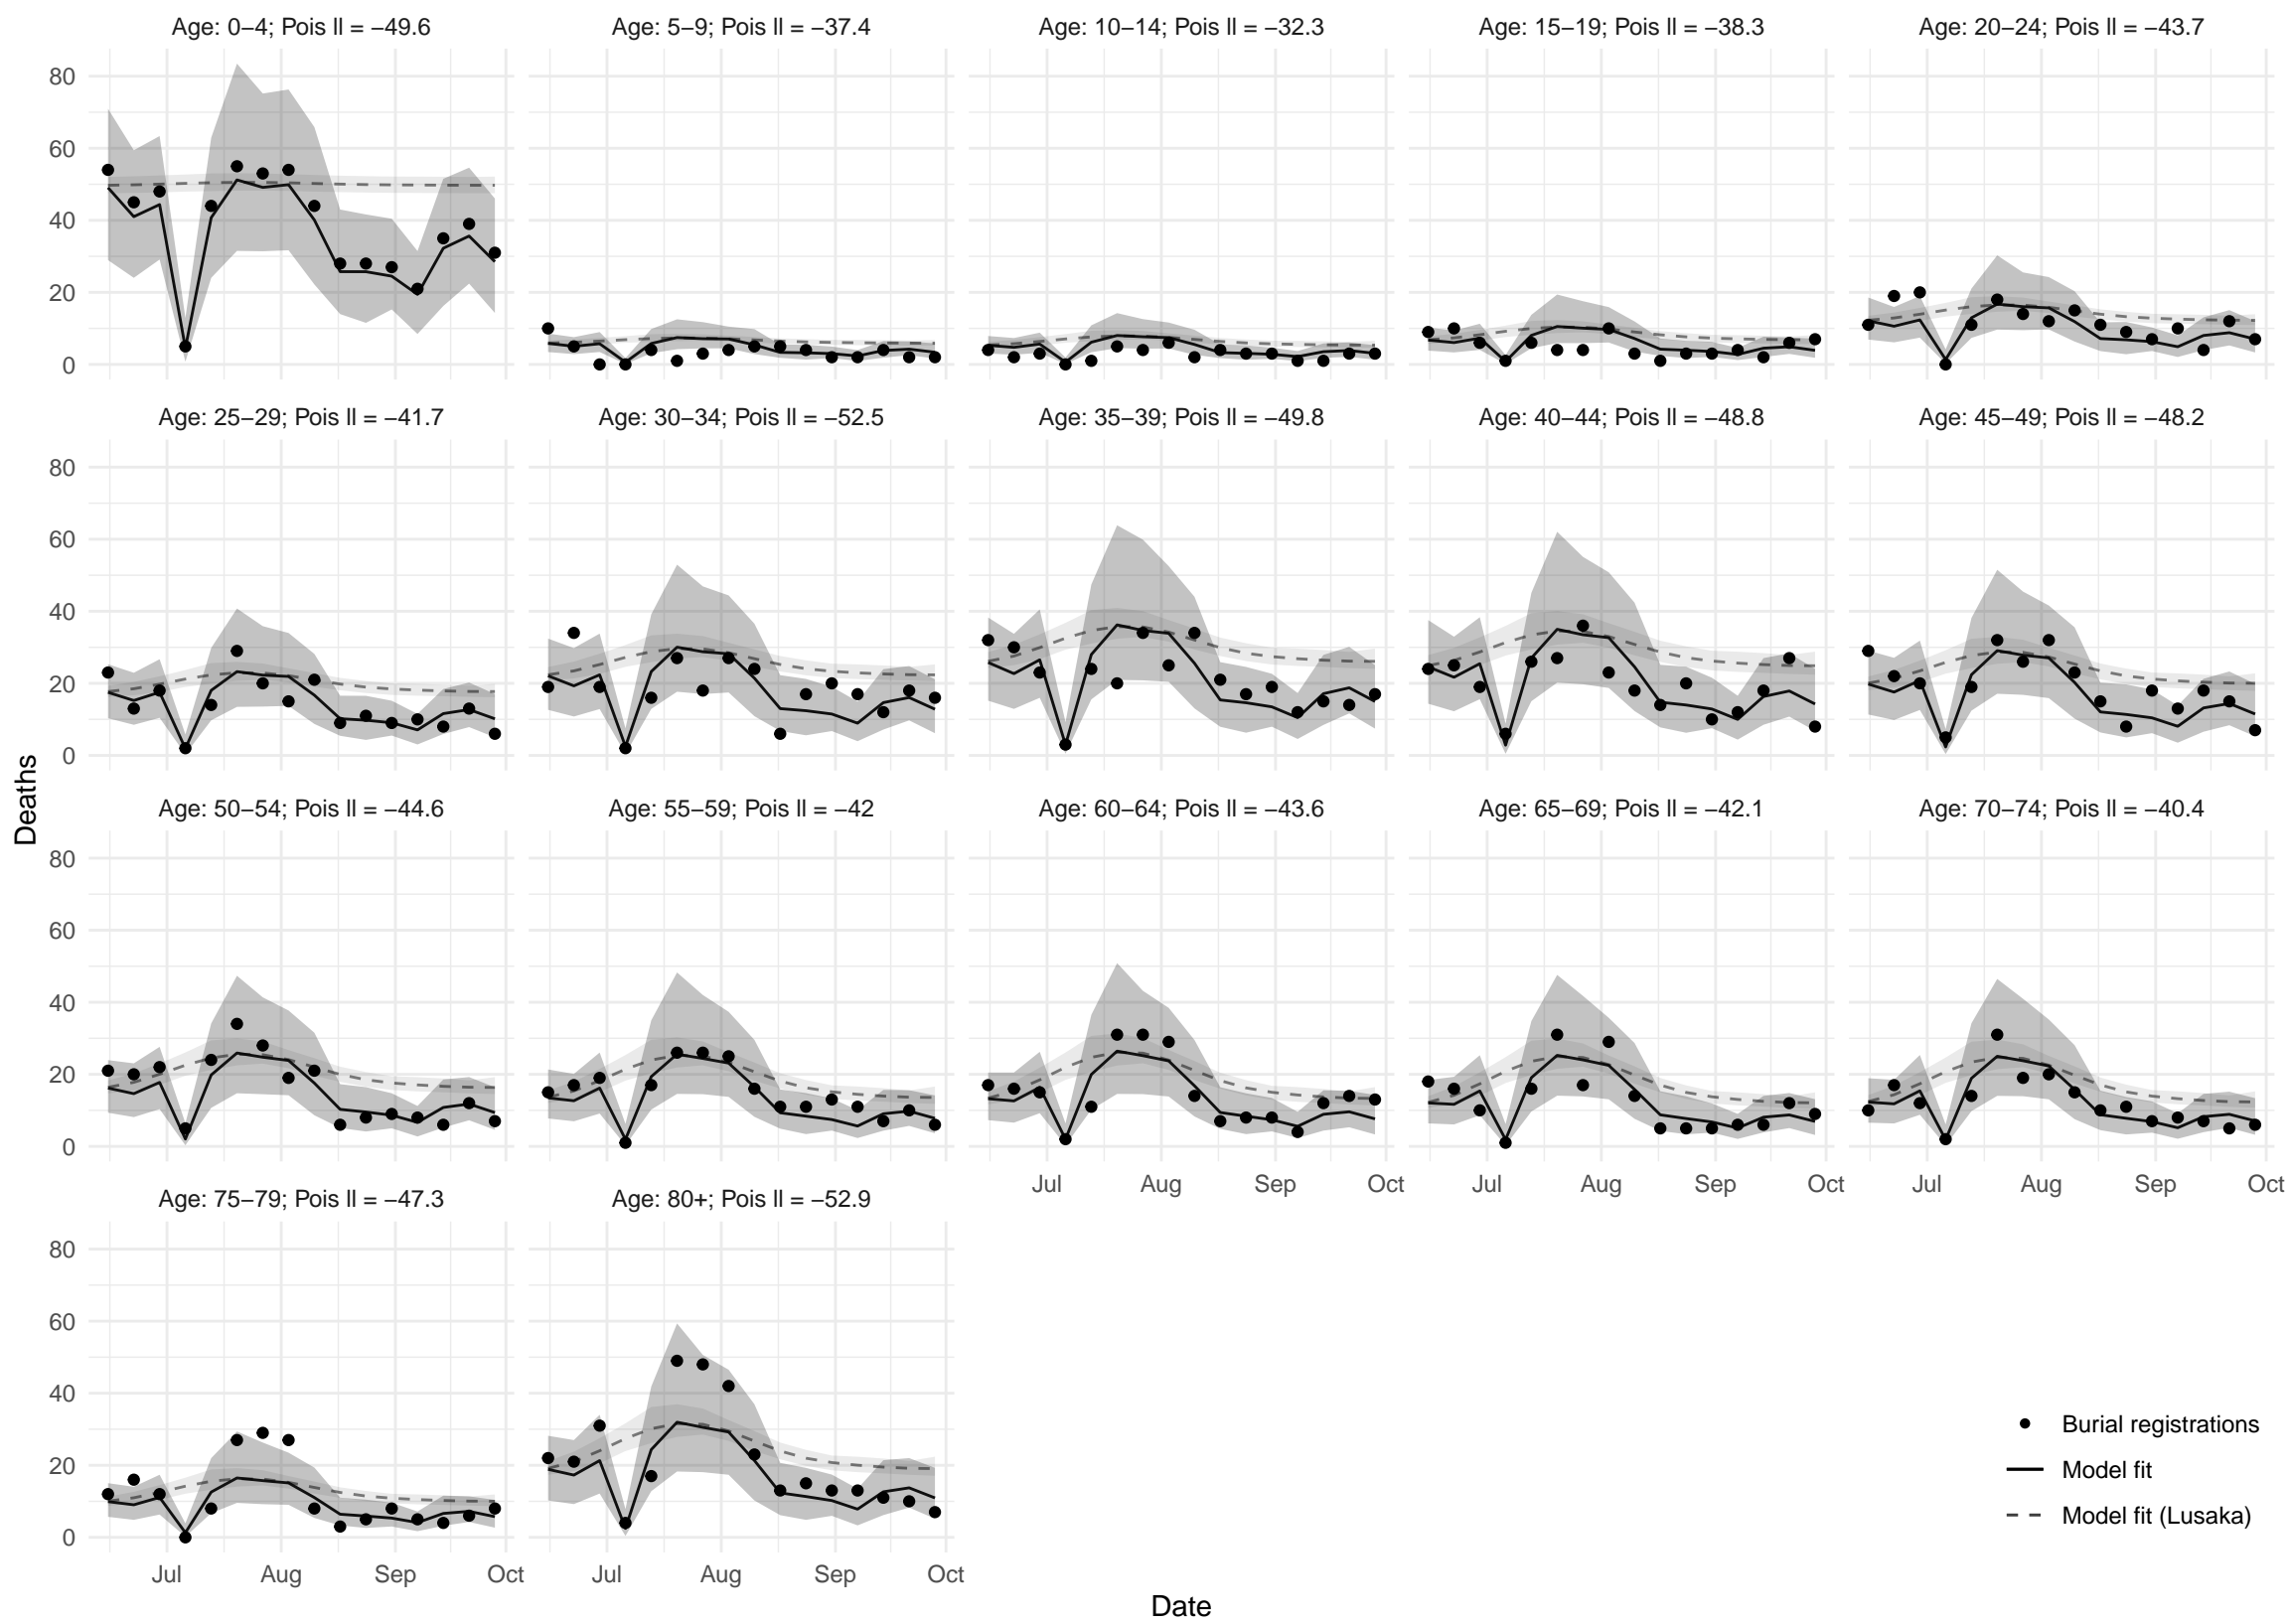 Age: 0−4; Pois ll = −49.6
Age: 5−9; Pois ll = −37.4
Age: 10−14; Pois ll = −32.3
Age: 15−19; Pois ll = −38.3
Age: 20−24; Pois ll = −43.7
80
60
40
20
0
Age: 25−29; Pois ll = −41.7
Age: 30−34; Pois ll = −52.5
Age: 35−39; Pois ll = −49.8
Age: 40−44; Pois ll = −48.8
Age: 45−49; Pois ll = −48.2
80
60
40
20
0
Deaths
Age: 50−54; Pois ll = −44.6
Age: 55−59; Pois ll = −42
Age: 60−64; Pois ll = −43.6
Age: 65−69; Pois ll = −42.1
Age: 70−74; Pois ll = −40.4
80
60
40
20
0
Jul Aug Sep Oct
Jul Aug Sep Oct
Jul Aug Sep Oct
Age: 75−79; Pois ll = −47.3
Age: 80+; Pois ll = −52.9
80
60
40
20
0
Jul Aug Sep Oct
Jul Aug Sep Oct
Burial registrations
Model fit
Model fit (Lusaka)
Date